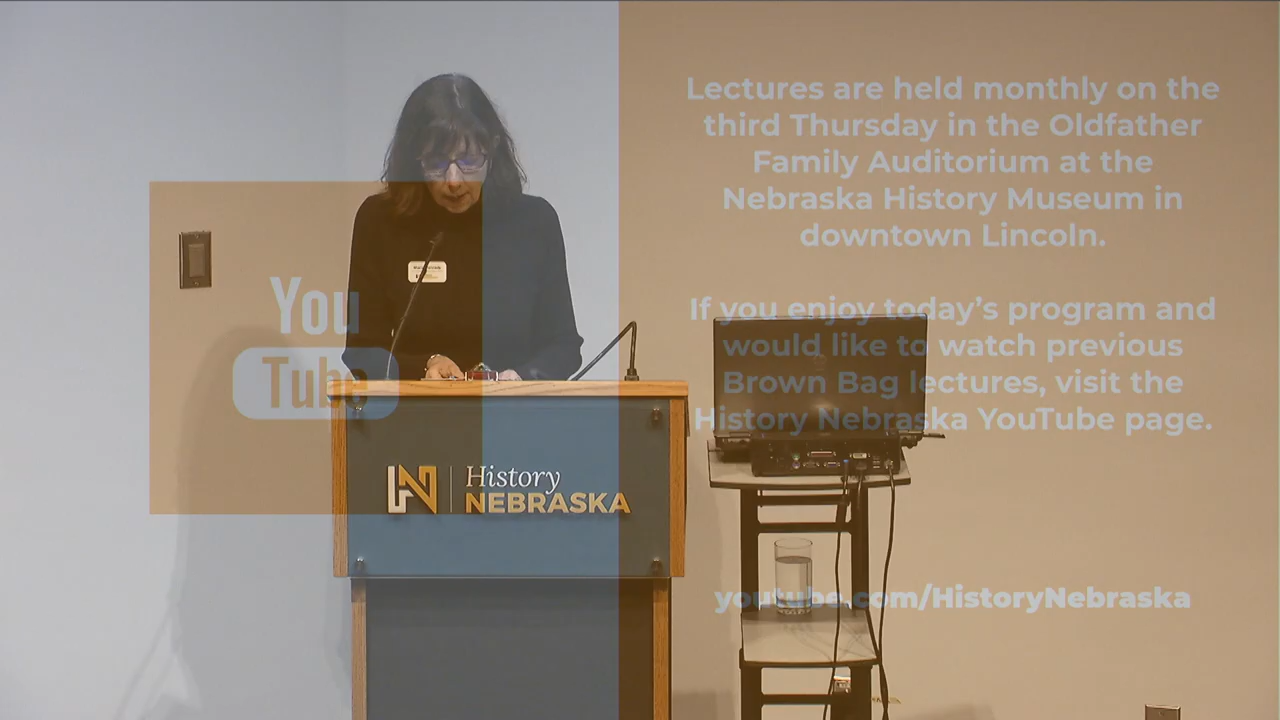 Lectures are held monthly on the
third Thursday in the Oldfather
Family Auditorium at the
Nebraska History Museum in
downtown Lincoln.
If you enjoy today's program and
would like to watch previous
Brown Bag lectures, visit the
History Nebraska YouTube page.
youtube.com/HistoryNebraska
You
Tube
History
NEBRASKA